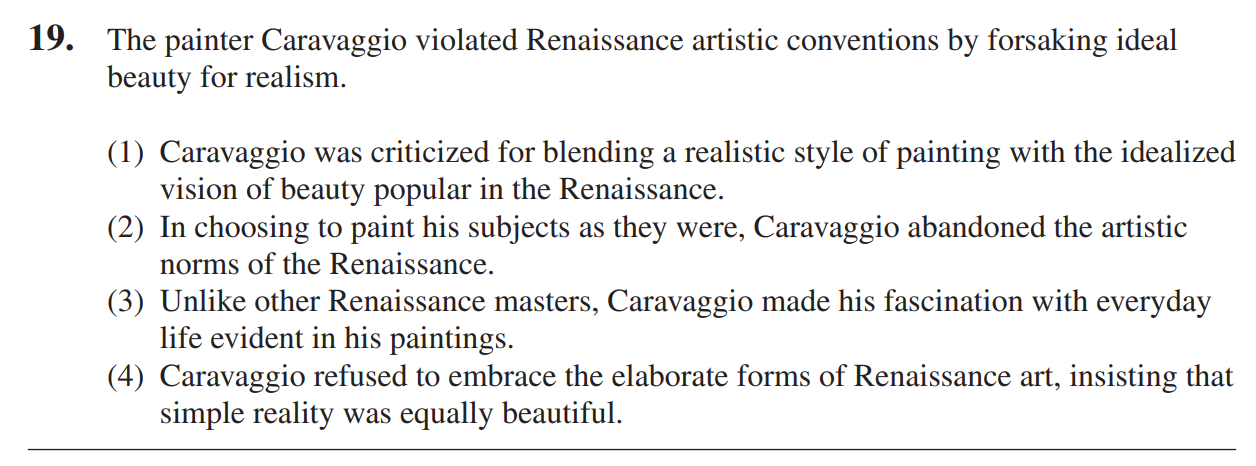 19. The painter Caravaggio violated Renaissance artistic conventions by forsaking ideal
beauty for realism.
(1) Caravaggio was criticized for blending a realistic style of painting with the idealized
vision of beauty popular in the Renaissance.
(2) In choosing to paint his subjects as they were, Caravaggio abandoned the artistic
norms of the Renaissance.
(3) Unlike other Renaissance masters, Caravaggio made his fascination with everyday
life evident in his paintings.
(4) Caravaggio refused to embrace the elaborate forms of Renaissance art, insisting that
simple reality was equally beautiful.